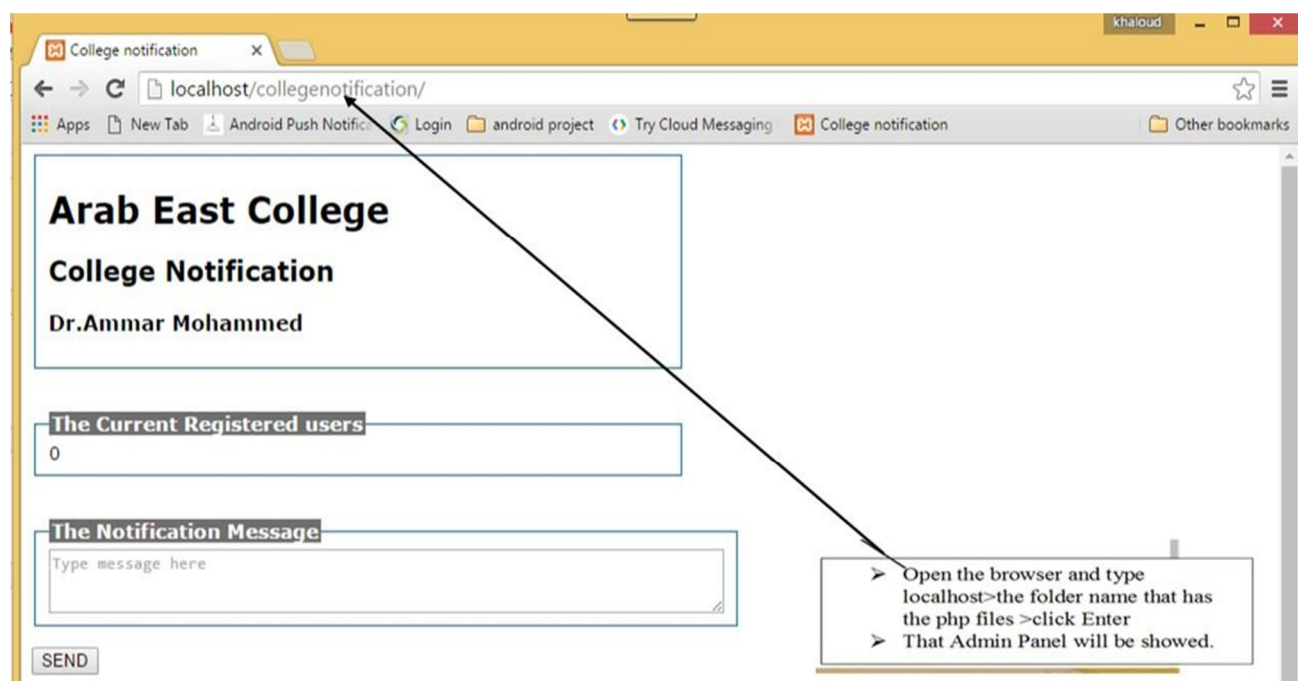 khaloud
College notification
localhost/collegenotification/
Apps New Tab Android Push Notific Login android project Try Cloud Messaging College notification Other bookmarks
Arab East College
College Notification
Dr.Ammar Mohammed
The Current Registered users
0
The Notification Message
Type message here
SEND
➢ Open the browser and type
localhost>the folder name that has
the php files >click Enter
➢ That Admin Panel will be showed.